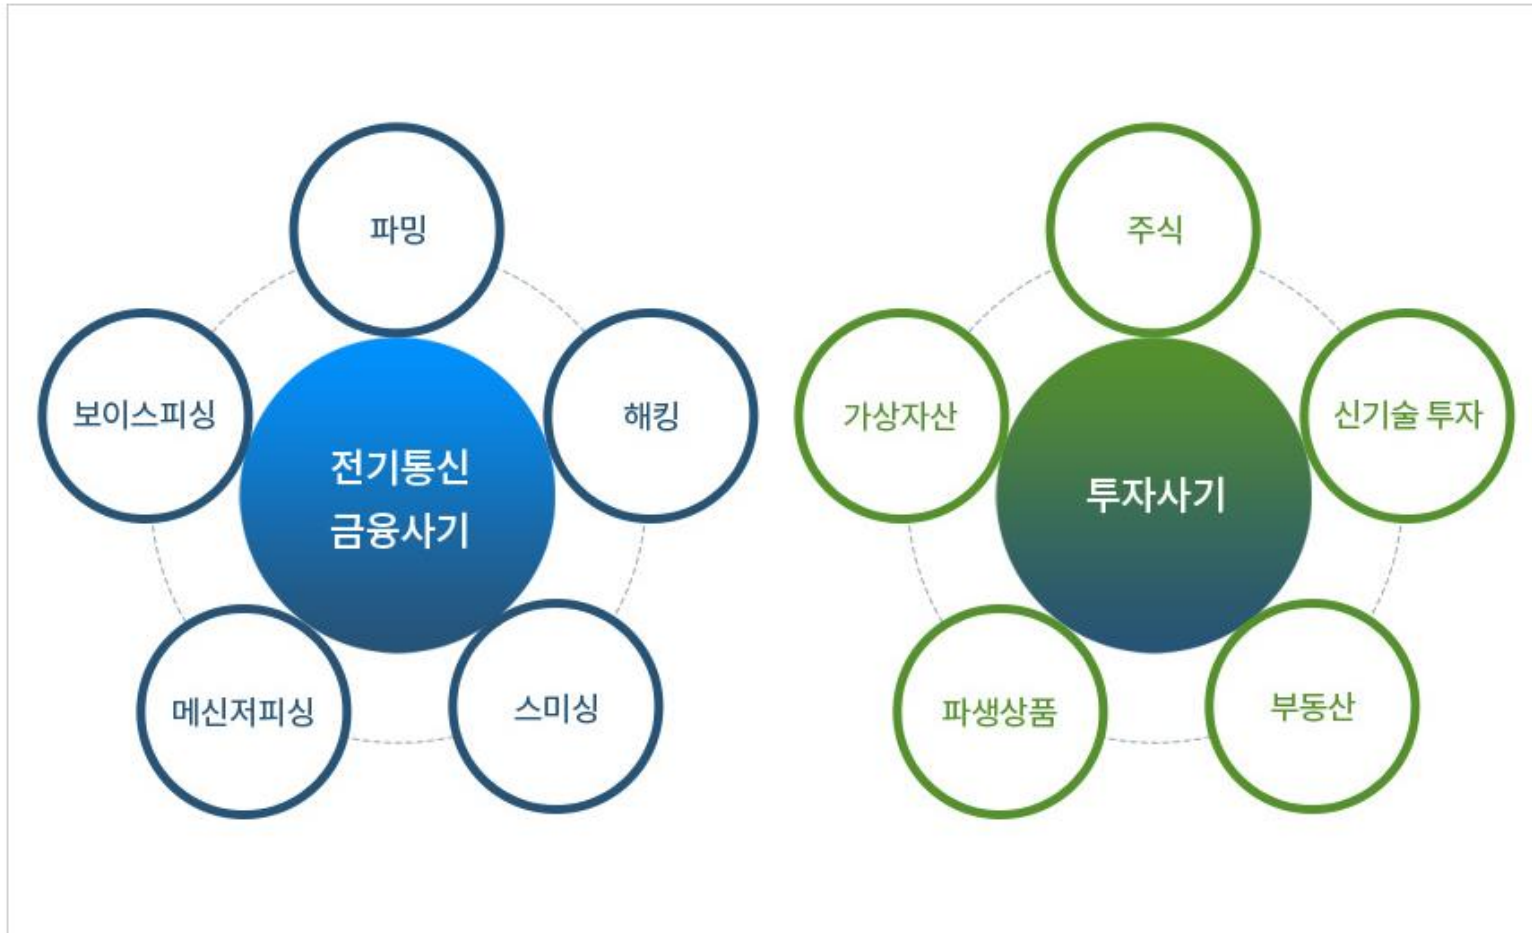 파밍
보이스피싱
해킹
전기통신
금융사기
메신저피싱
스미싱
주식
가상자산
신기술 투자
투자사기
파생상품
부동산